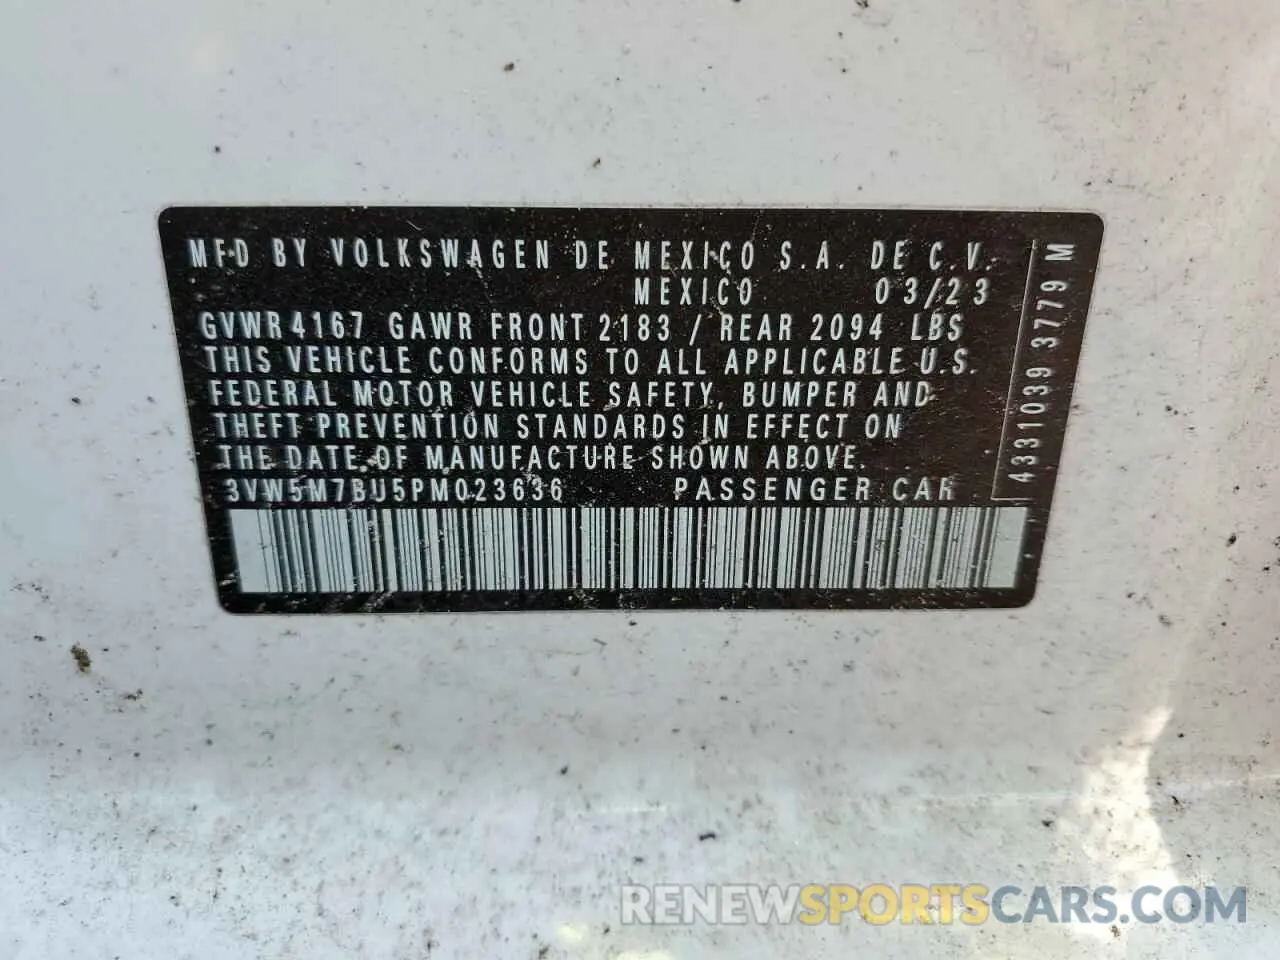 MFD BY VOLKSWAGEN DE MEXICO S.A. DE C.V.
MEXICO 03/23
GVWR 4167 GAWR FRONT 2183 / REAR 2094 LBS
THIS VEHICLE CONFORMS TO ALL APPLICABLE U.S.
FEDERAL MOTOR VEHICLE SAFETY, BUMPER AND
THEFT PREVENTION STANDARDS IN EFFECT ON
THE DATE OF MANUFACTURE SHOWN ABOVE.
3VW5M7BU5PM023636 PASSENGER CAR
4331039 3779 M
RENEWSPORTSCARS.COM